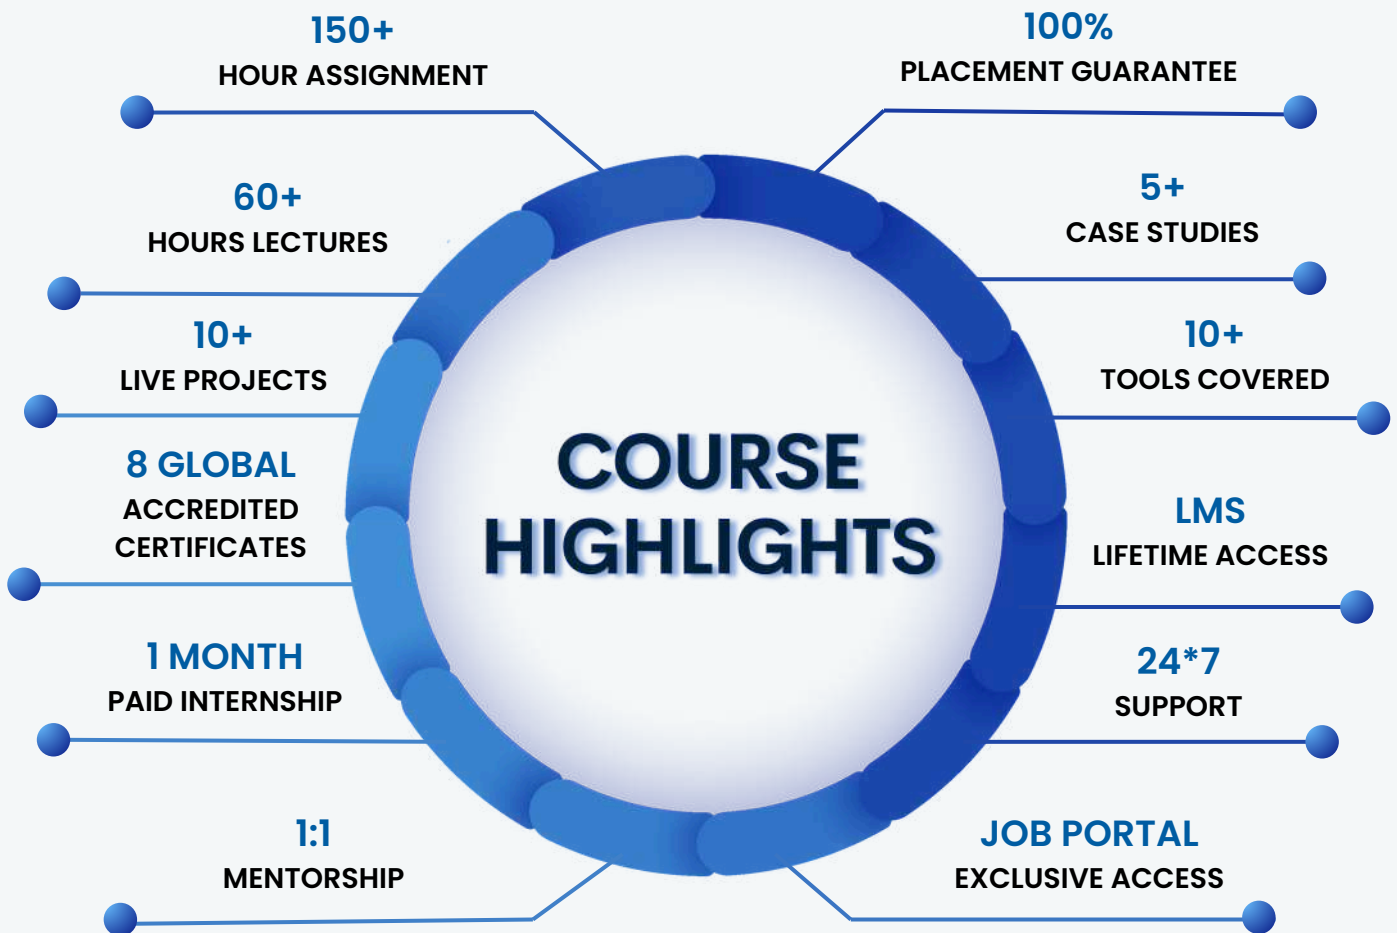 150+
HOUR ASSIGNMENT
100%
PLACEMENT GUARANTEE
60+
HOURS LECTURES
5+
CASE STUDIES
10+
LIVE PROJECTS
10+
TOOLS COVERED
8 GLOBAL
ACCREDITED
CERTIFICATES
COURSE
HIGHLIGHTS
LMS
LIFETIME ACCESS
1 MONTH
PAID INTERNSHIP
24*7
SUPPORT
1:1
MENTORSHIP
JOB PORTAL
EXCLUSIVE ACCESS